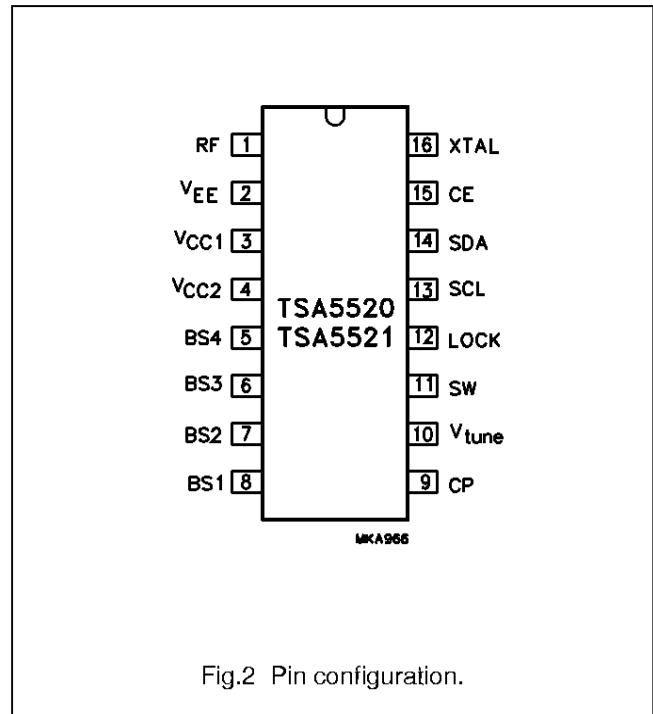 RF 1 16 XTAL
VEE 2 15 CE
VCC1 3 14 SDA
VCC2 4 13 SCL
TSA5520
BS4 5 TSA5521 12 LOCK
BS3 6 11 SW
BS2 7 10 Vtune
BS1 8 9 CP
MKA966
Fig.2 Pin configuration.